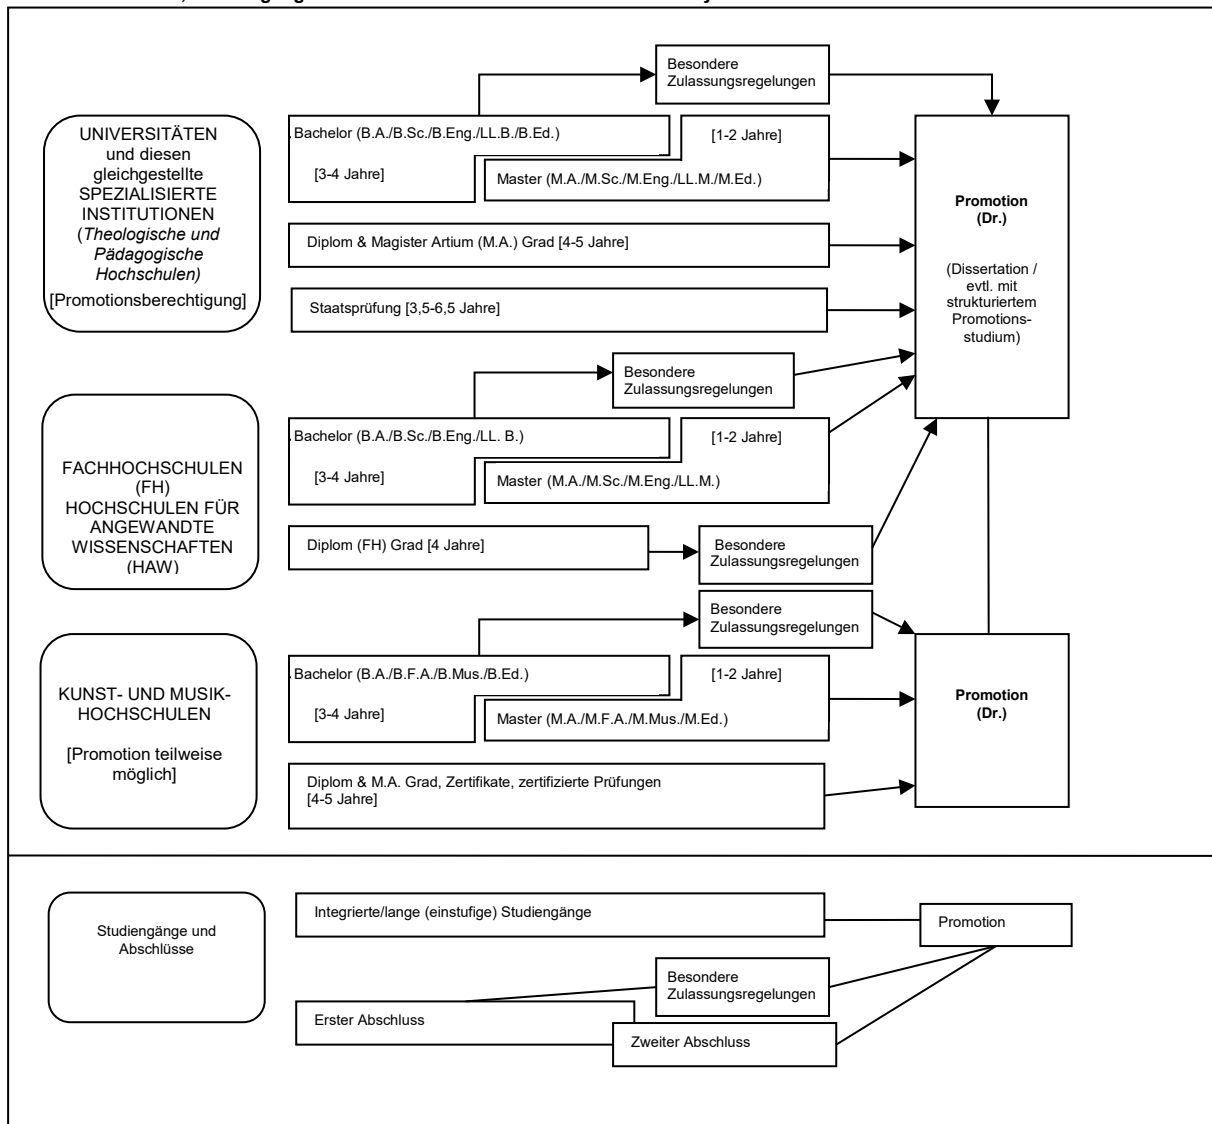 Besondere
Zulassungsregelungen
UNIVERSITÄTEN
und diesen
gleichgestellte
SPEZIALISIERTE
INSTITUTIONEN
(Theologische und
Pädagogische
Hochschulen)
[Promotionsberechtigung]
Bachelor (B.A./B.Sc./B.Eng./LL.B./B.Ed.)
[3-4 Jahre]
[1-2 Jahre]
Master (M.A./M.Sc./M.Eng./LL.M./M.Ed.)
Diplom & Magister Artium (M.A.) Grad [4-5 Jahre]
Staatsprüfung [3,5-6,5 Jahre]
Promotion
(Dr.)
(Dissertation /
evtl. mit
strukturiertem
Promotions-
studium)
Besondere
Zulassungsregelungen
FACHHOCHSCHULEN
(FH)
HOCHSCHULEN FÜR
ANGEWANDTE
WISSENSCHAFTEN
(HAW)
Bachelor (B.A./B.Sc./B.Eng./LL. B.)
[3-4 Jahre]
[1-2 Jahre]
Master (M.A./M.Sc./M.Eng./LL.M.)
Diplom (FH) Grad [4 Jahre]
Besondere
Zulassungsregelungen
Besondere
Zulassungsregelungen
KUNST- UND MUSIK-
HOCHSCHULEN
[Promotion teilweise
möglich]
Bachelor (B.A./B.F.A./B.Mus./B.Ed.)
[3-4 Jahre]
[1-2 Jahre]
Master (M.A./M.F.A./M.Mus./M.Ed.)
Diplom & M.A. Grad, Zertifikate, zertifizierte Prüfungen
[4-5 Jahre]
Promotion
(Dr.)
Studiengänge und
Abschlüsse
Integrierte/lange (einstufige) Studiengänge
Promotion
Besondere
Zulassungsregelungen
Erster Abschluss
Zweiter Abschluss